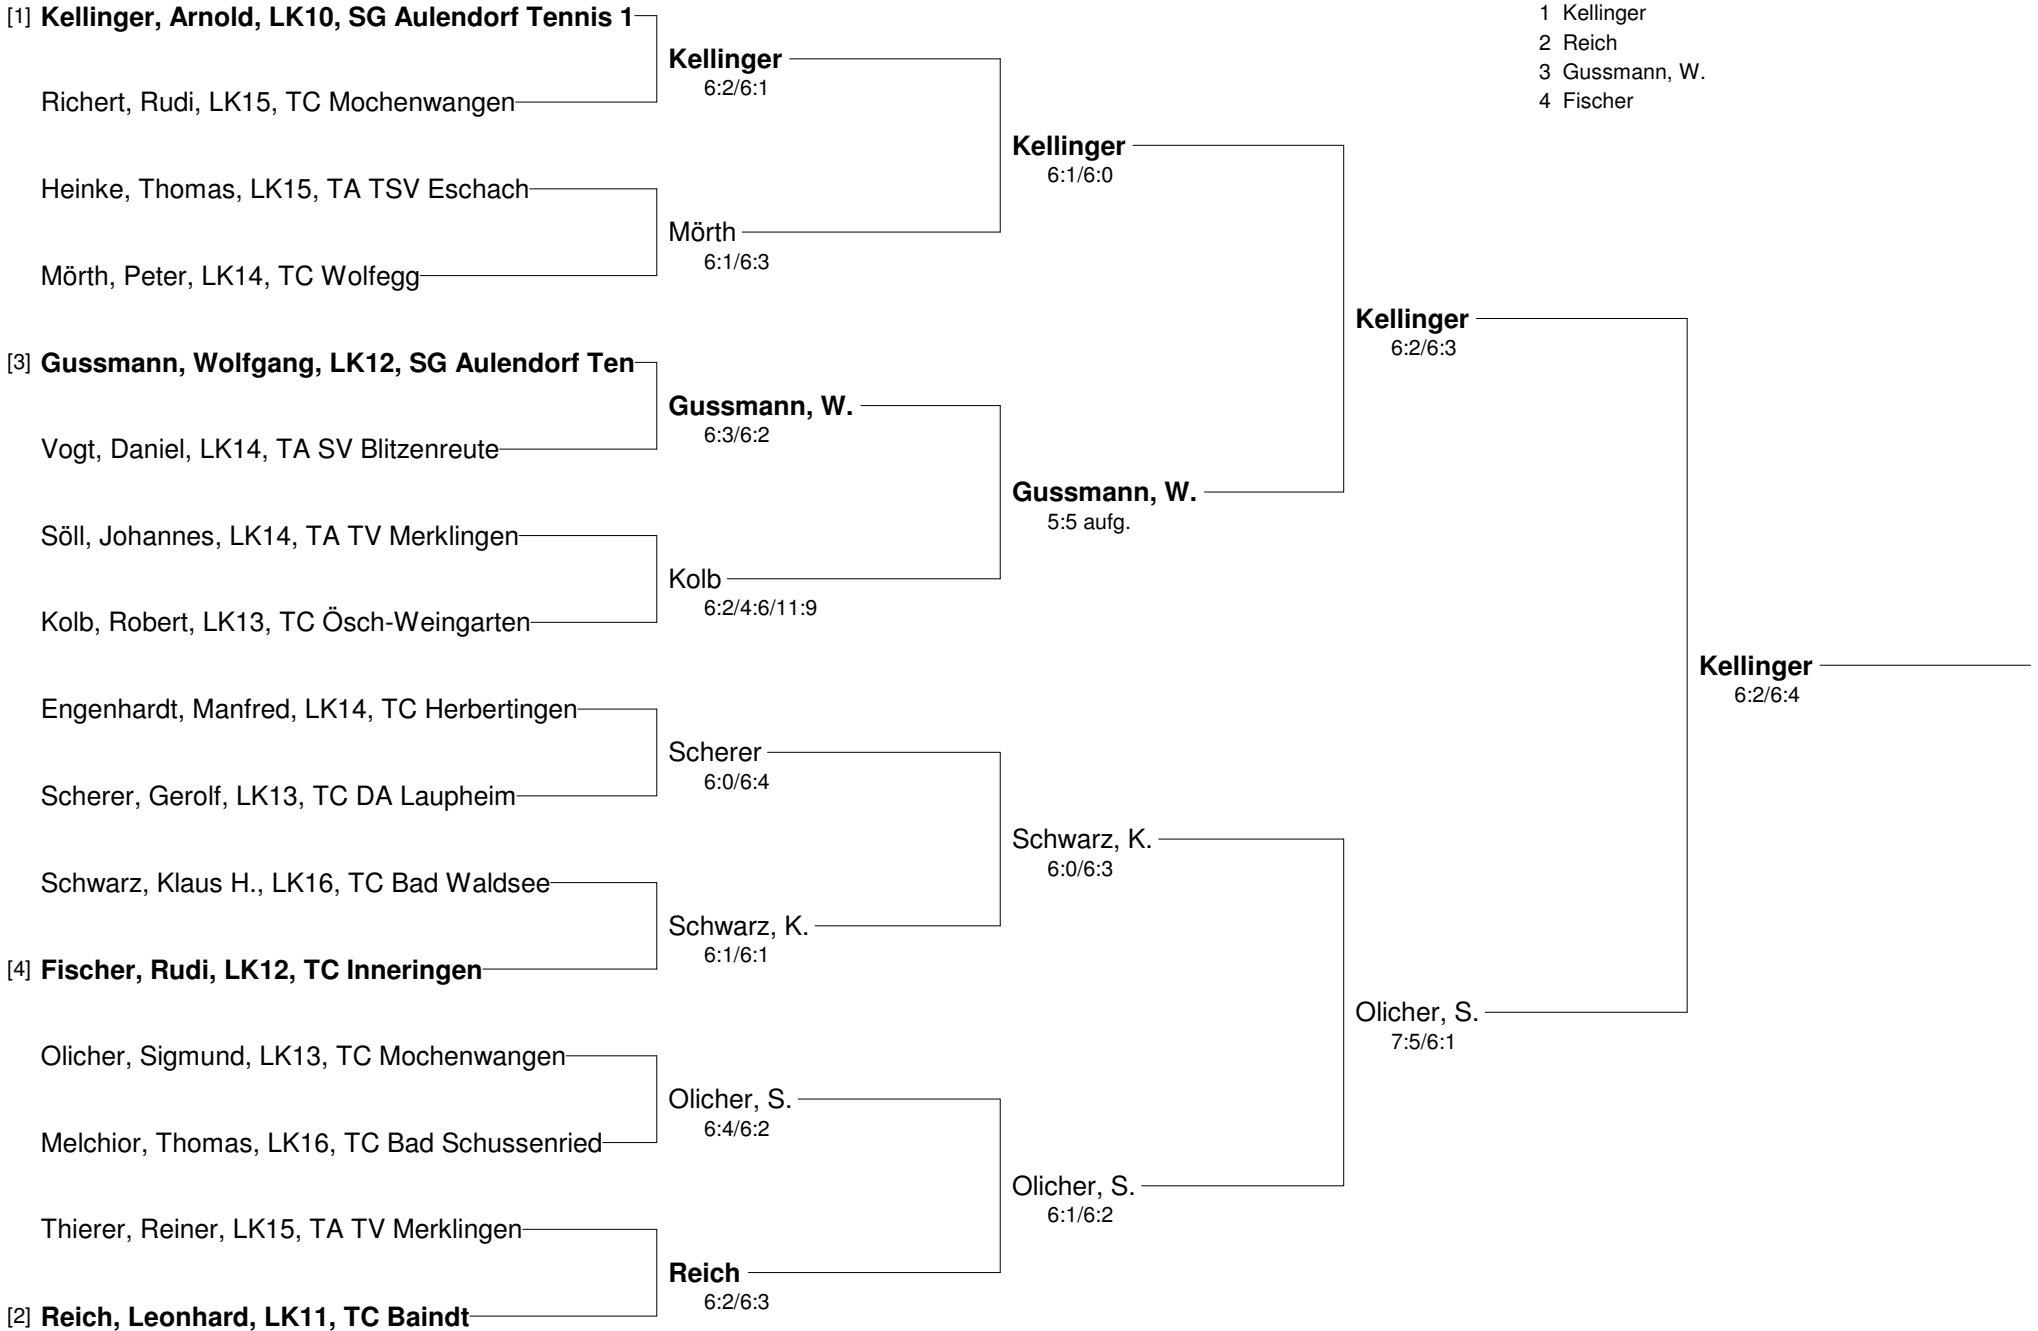 [1] Kellinger, Arnold, LK10, SG Aulendorf Tennis 1
Richert, Rudi, LK15, TC Mochenwangen
Heinke, Thomas, LK15, TA TSV Eschach
Mörth, Peter, LK14, TC Wolfegg
[3] Gussmann, Wolfgang, LK12, SG Aulendorf Ten
Vogt, Daniel, LK14, TA SV Blitzenreute
Söll, Johannes, LK14, TA TV Merklingen
Kolb, Robert, LK13, TC Ösch-Weingarten
Engenhardt, Manfred, LK14, TC Herbertingen
Scherer, Gerolf, LK13, TC DA Laupheim
Schwarz, Klaus H., LK16, TC Bad Waldsee
[4] Fischer, Rudi, LK12, TC Inneringen
Olicher, Sigmund, LK13, TC Mochenwangen
Melchior, Thomas, LK16, TC Bad Schussenried
Thierer, Reiner, LK15, TA TV Merklingen
[2] Reich, Leonhard, LK11, TC Baindt
Kellinger
6:2/6:1
Mörth
6:1/6:3
Gussmann, W.
6:3/6:2
Kolb
6:2/4:6/11:9
Scherer
6:0/6:4
Schwarz, K.
6:1/6:1
Olicher, S.
6:4/6:2
Reich
6:2/6:3
Kellinger
6:1/6:0
Gussmann, W.
5:5 aufg.
Schwarz, K.
6:0/6:3
Olicher, S.
6:1/6:2
Kellinger
6:2/6:3
Olicher, S.
7:5/6:1
Kellinger
6:2/6:4
1 Kellinger
2 Reich
3 Gussmann, W.
4 Fischer